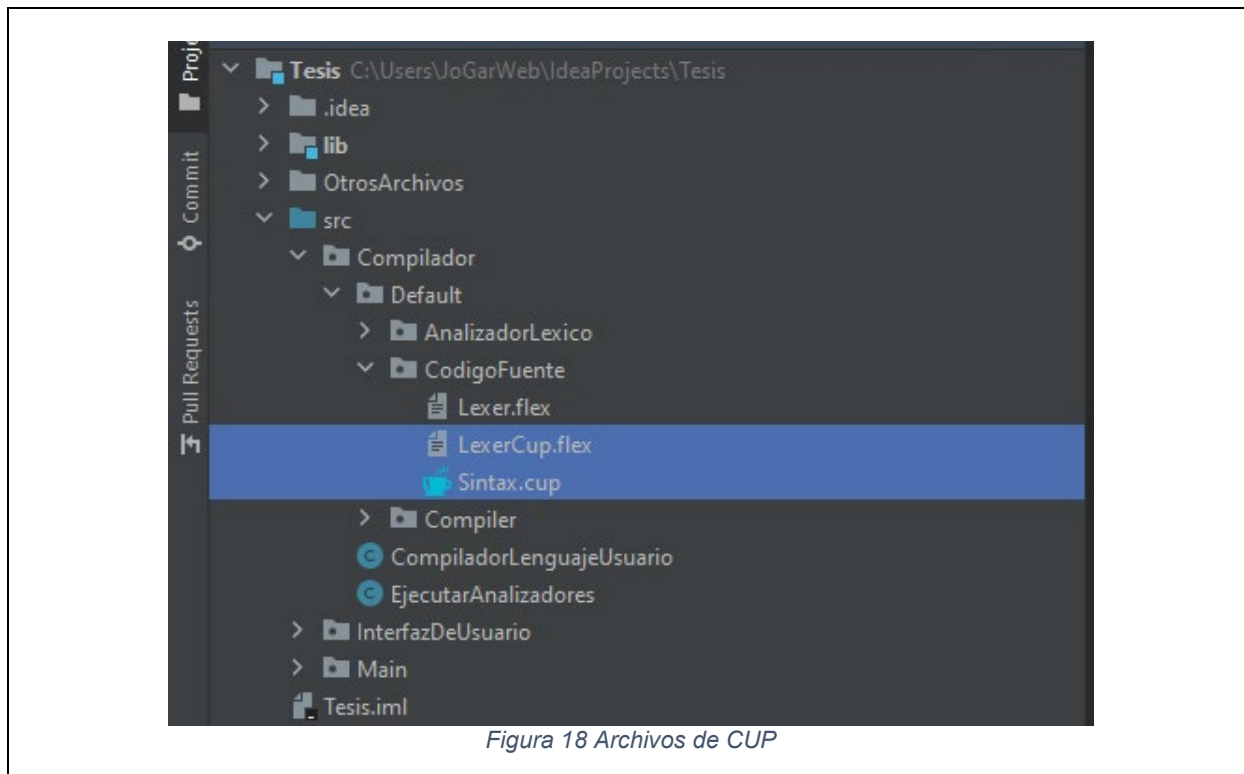 Proje
Commit
Pull Requests
Tesis C:\Users\JoGarWeb\IdeaProjects\Tesis
.idea
lib
OtrosArchivos
src
Compilador
Default
AnalizadorLexico
CodigoFuente
Lexer.flex
LexerCup.flex
Sintax.cup
Compiler
CompiladorLenguajeUsuario
EjecutarAnalizadores
InterfazDeUsuario
Main
Tesis.iml
Figura 18 Archivos de CUP